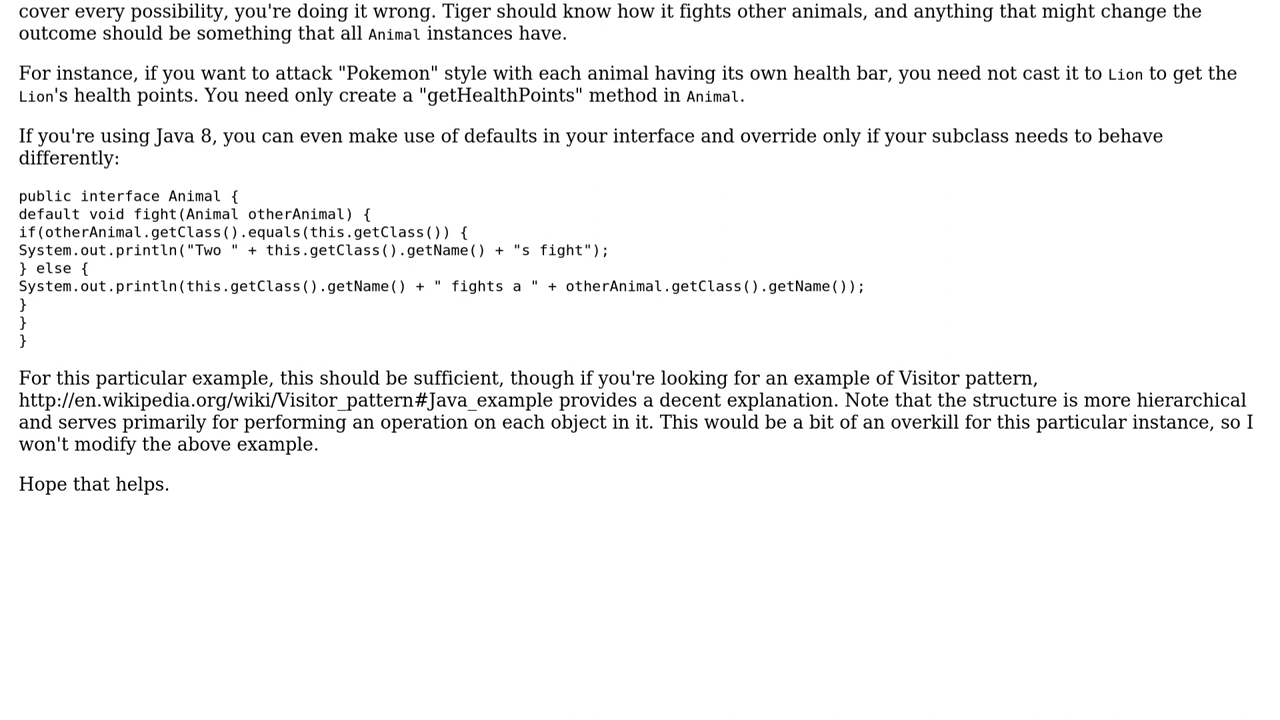 cover every possibility, you're doing it wrong. Tiger should know how it fights other animals, and anything that might change the
outcome should be something that all Animal instances have.
For instance, if you want to attack "Pokemon" style with each animal having its own health bar, you need not cast it to Lion to get the
Lion's health points. You need only create a "getHealthPoints" method in Animal.
If you're using Java 8, you can even make use of defaults in your interface and override only if your subclass needs to behave
differently:
public interface Animal {
default void fight(Animal otherAnimal) {
if(otherAnimal.getClass().equals(this.getClass()) {
System.out.println("Two " + this.getClass().getName() + "s fight");
} else {
System.out.println(this.getClass().getName() + " fights a " + otherAnimal.getClass().getName());
}
}
}
For this particular example, this should be sufficient, though if you're looking for an example of Visitor pattern,
http://en.wikipedia.org/wiki/Visitor_pattern#Java_example provides a decent explanation. Note that the structure is more hierarchical
and serves primarily for performing an operation on each object in it. This would be a bit of an overkill for this particular instance, so I
won't modify the above example.
Hope that helps.